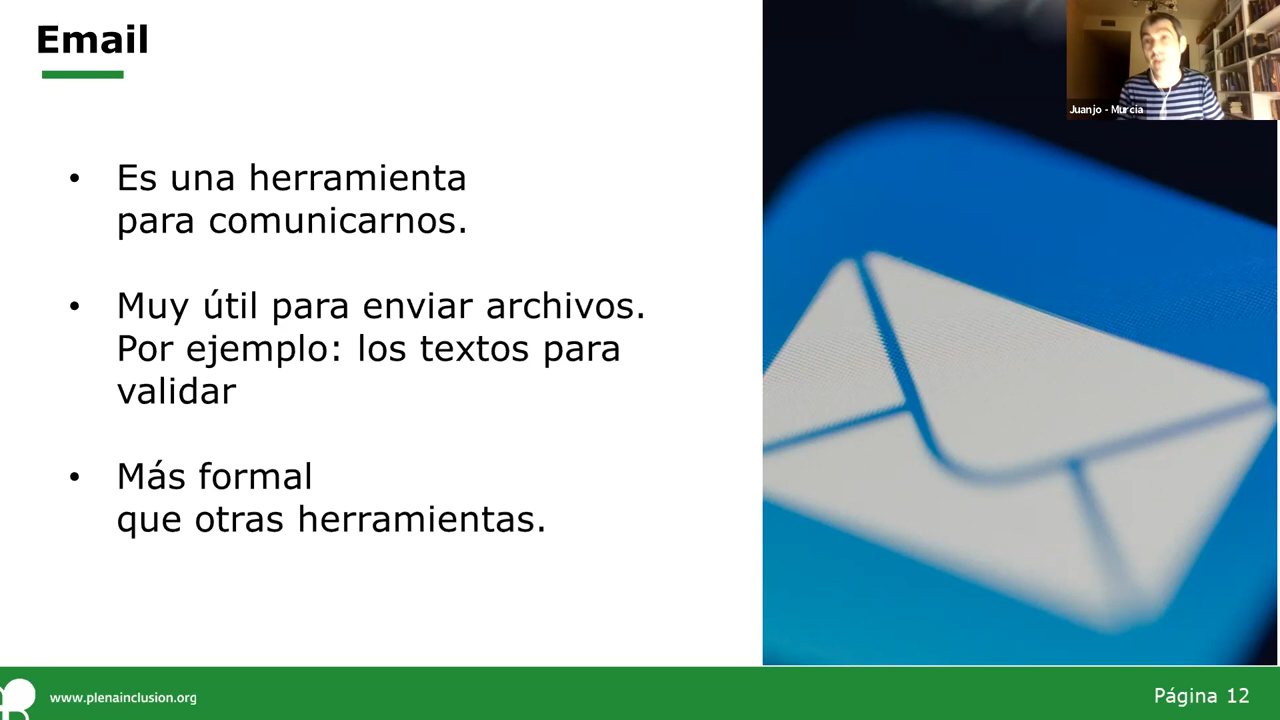 Email
Juanjo - Murcia
• Es una herramienta
para comunicarnos.
• Muy útil para enviar archivos.
Por ejemplo: los textos para
validar
• Más formal
que otras herramientas.
www.plenainclusion.org
Página 12